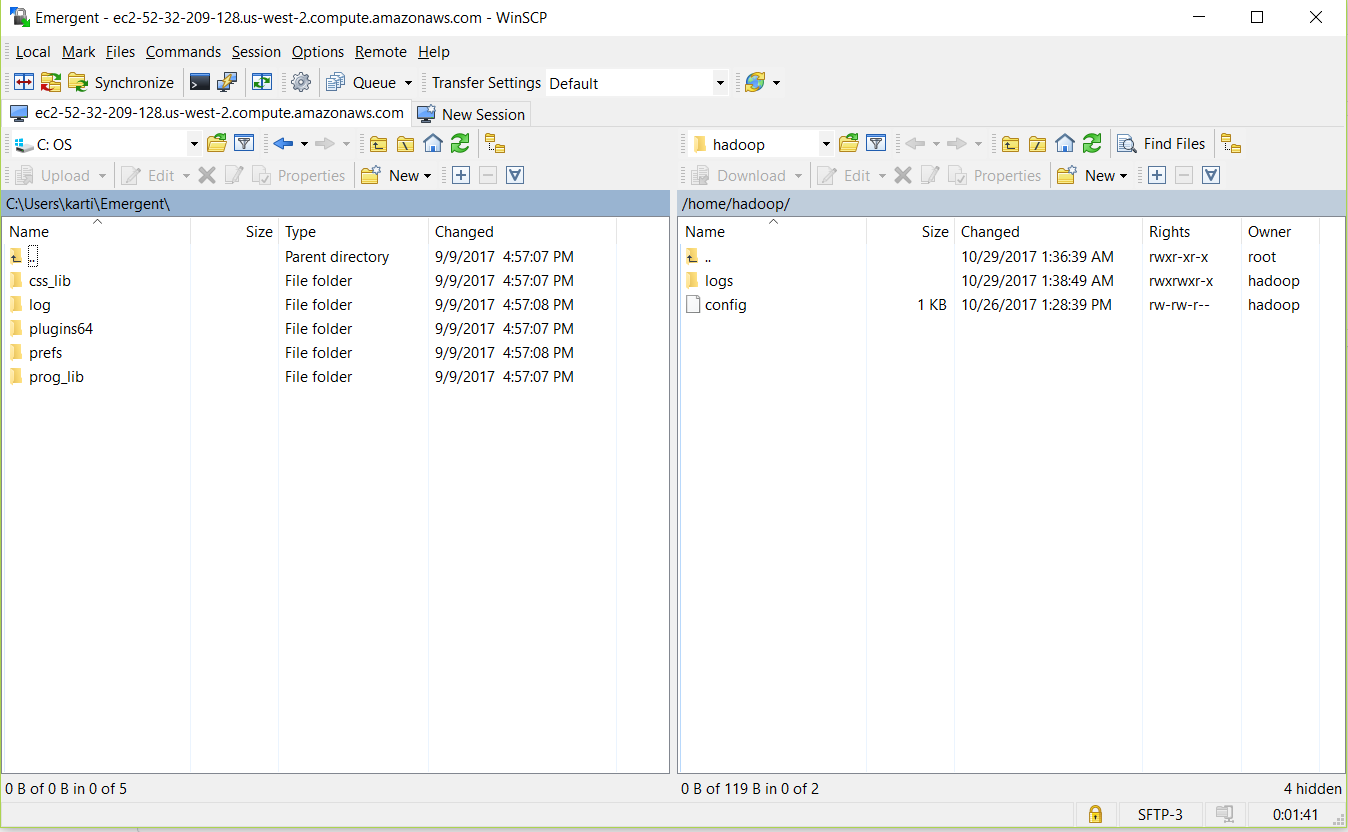 Emergent - ec2-52-32-209-128.us-west-2.compute.amazonaws.com - WinSCP
Local Mark Files Commands Session Options Remote Help
Synchronize Queue Transfer Settings Default
ec2-52-32-209-128.us-west-2.compute.amazonaws.com New Session
C: OS hadoop Find Files
Upload Edit Properties New Download Edit Properties New
C:\Users\karti\Emergent\ /home/hadoop/
Name Size Type Changed Name Size Changed Rights Owner
.. Parent directory 9/9/2017 4:57:07 PM .. 10/29/2017 1:36:39 AM rwxr-xr-x root
css_lib File folder 9/9/2017 4:57:07 PM logs 10/29/2017 1:38:49 AM rwxrwxr-x hadoop
log File folder 9/9/2017 4:57:08 PM config 1 KB 10/26/2017 1:28:39 PM rw-rw-r-- hadoop
plugins64 File folder 9/9/2017 4:57:07 PM
prefs File folder 9/9/2017 4:57:08 PM
prog_lib File folder 9/9/2017 4:57:07 PM
0 B of 0 B in 0 of 5 0 B of 119 B in 0 of 2 4 hidden
SFTP-3 0:01:41